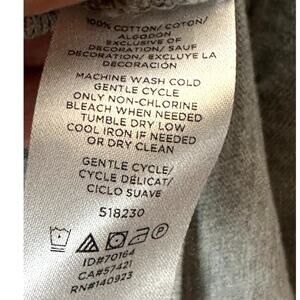 100% COTTON/ COTON/
ALGODON
EXCLUSIVE OF
DECORATION/ SAUF
DECORATION/ EXCLUYE LA
DECORACIÓN
MACHINE WASH COLD
GENTLE CYCLE
ONLY NON-CHLORINE
BLEACH WHEN NEEDED
TUMBLE DRY LOW
COOL IRON IF NEEDED
OR DRY CLEAN
GENTLE CYCLE/
CYCLE DÉLICAT/
CICLO SUAVE
518230
P
ID#70164
CA#57421
RN#140923